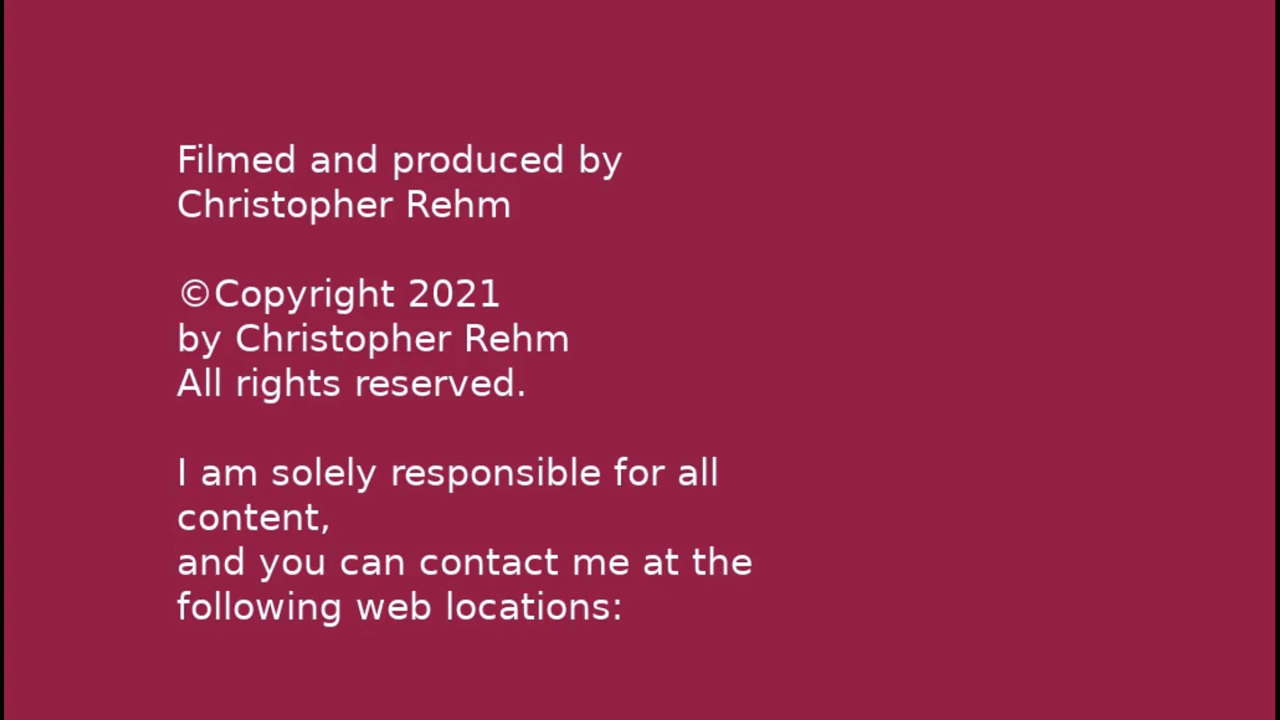 Filmed and produced by
Christopher Rehm
©Copyright 2021
by Christopher Rehm
All rights reserved.
I am solely responsible for all
content,
and you can contact me at the
following web locations: